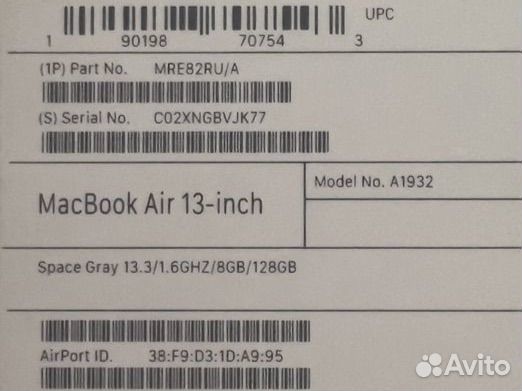 UPC
1 90198 70754 3
(1P) Part No. MRE82RU/A
(S) Serial No. C02XNGBVJK77
Model No. A1932
MacBook Air 13-inch
Space Gray 13.3/1.6GHZ/8GB/128GB
AirPort ID. 38:F9:D3:1D:A9:95
Avito